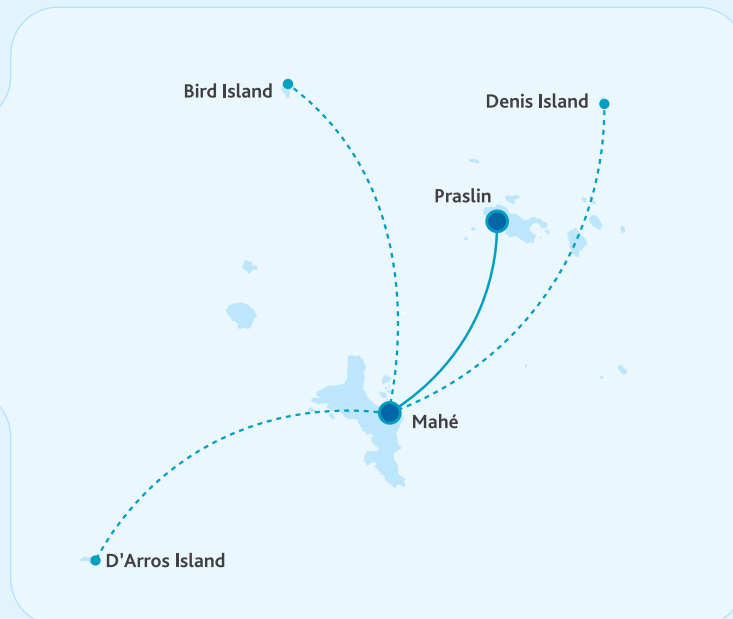 Bird Island
Denis Island
Praslin
Mahé
D'Arros Island